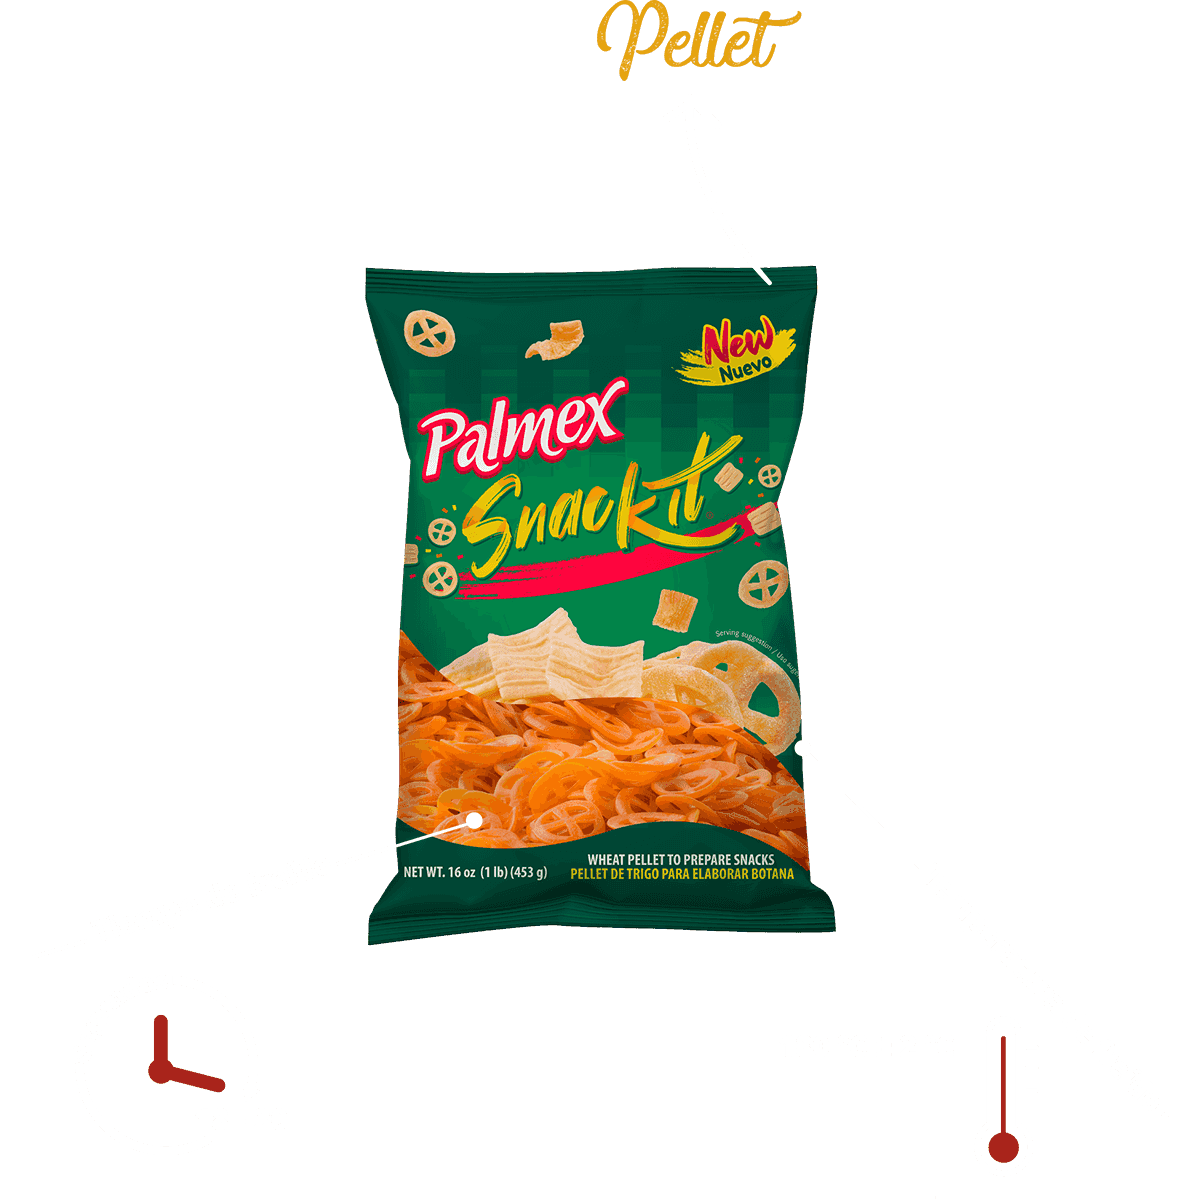 Pellet
New
Nuevo
Palmex
Snackit
Serving suggestion / Uso suge
NET WT. 16 oz (1 lb) (453 g)
WHEAT PELLET TO PREPARE SNACKS
PELLET DE TRIGO PARA ELABORAR BOTANA